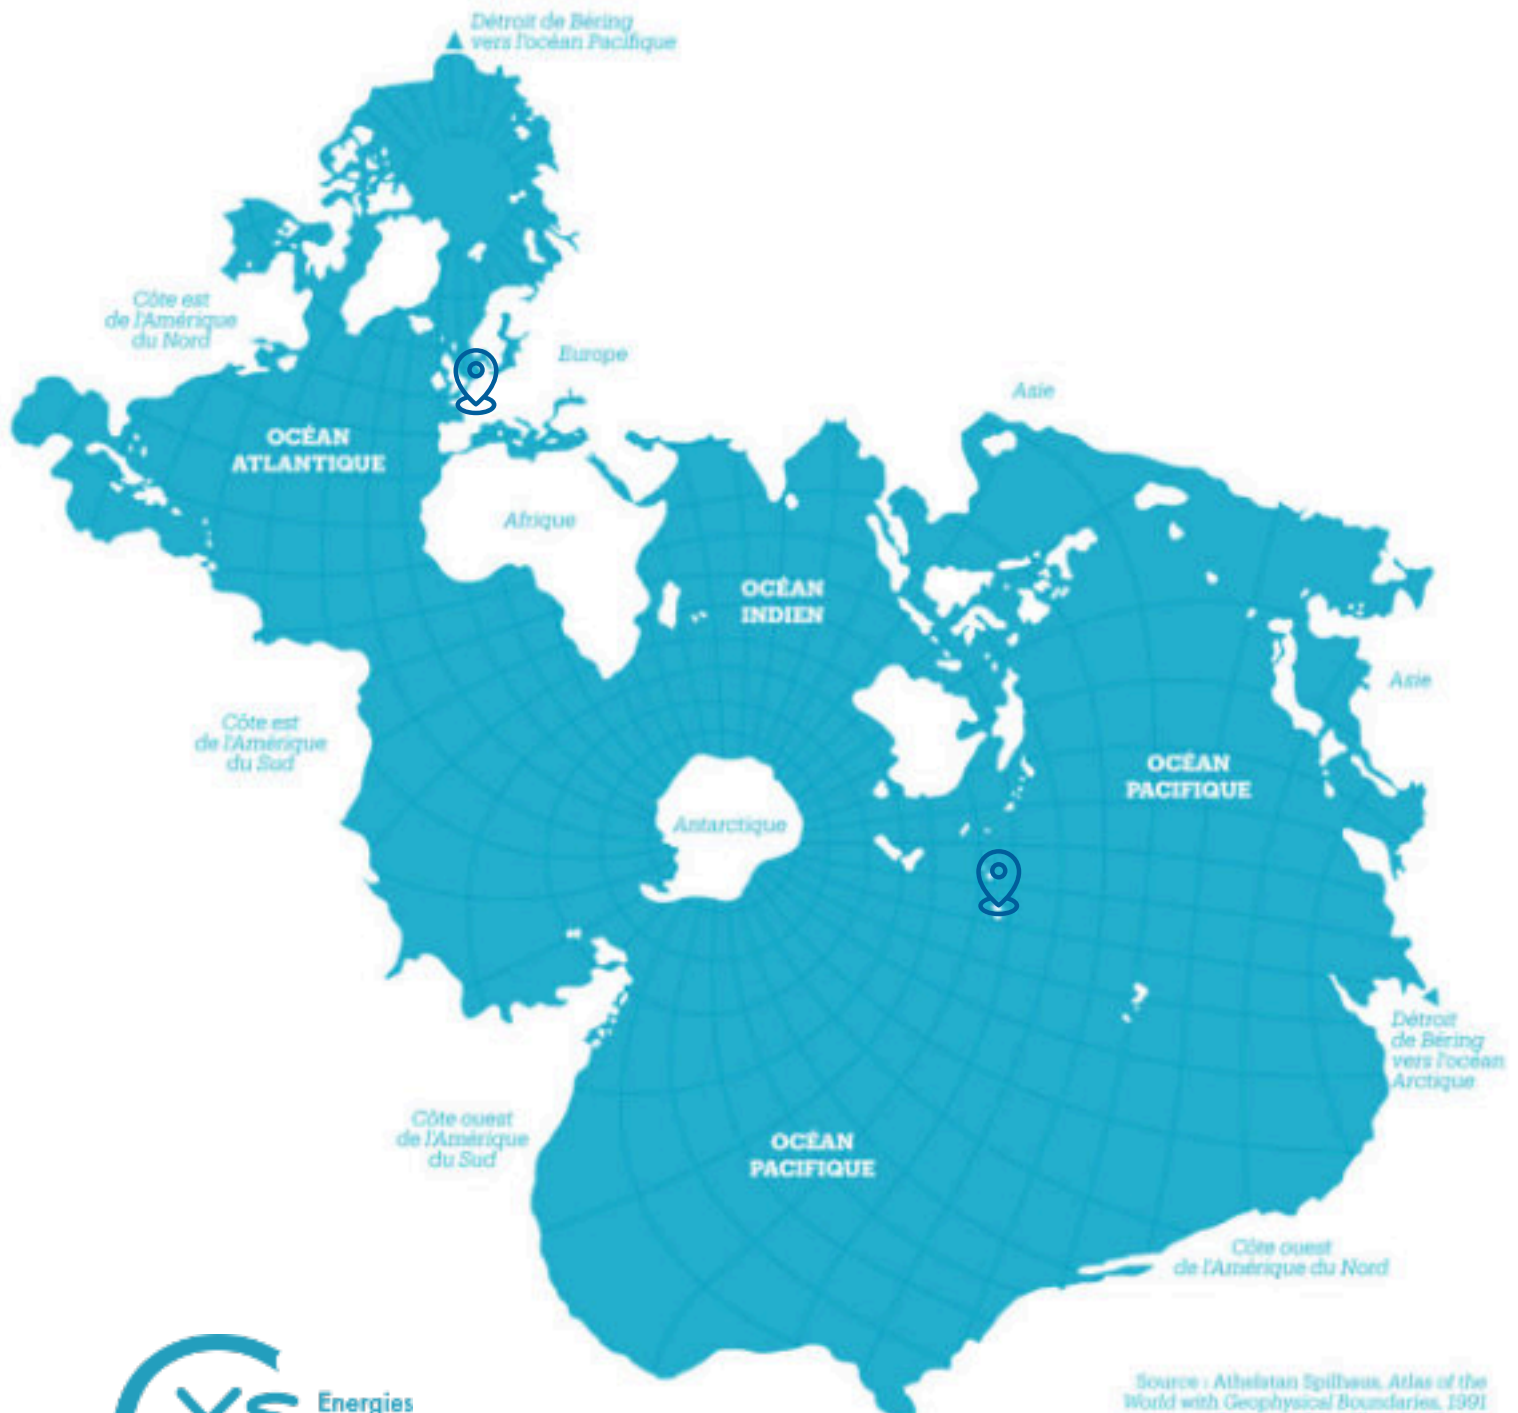 Détroit de Béring
vers l'océan Pacifique
Côte est
de l'Amérique
du Nord
Europe
Asie
OCÉAN
ATLANTIQUE
Afrique
OCÉAN
INDIEN
Asie
Côte est
de l'Amérique
du Sud
OCÉAN
PACIFIQUE
Antarctique
Détroit
de Béring
vers l'océan
Arctique
Côte ouest
de l'Amérique
du Sud
OCÉAN
PACIFIQUE
Côte ouest
de l'Amérique du Nord
Energies
Source : Athelstan Spilhaus, Atlas of the
World with Geophysical Boundaries, 1991